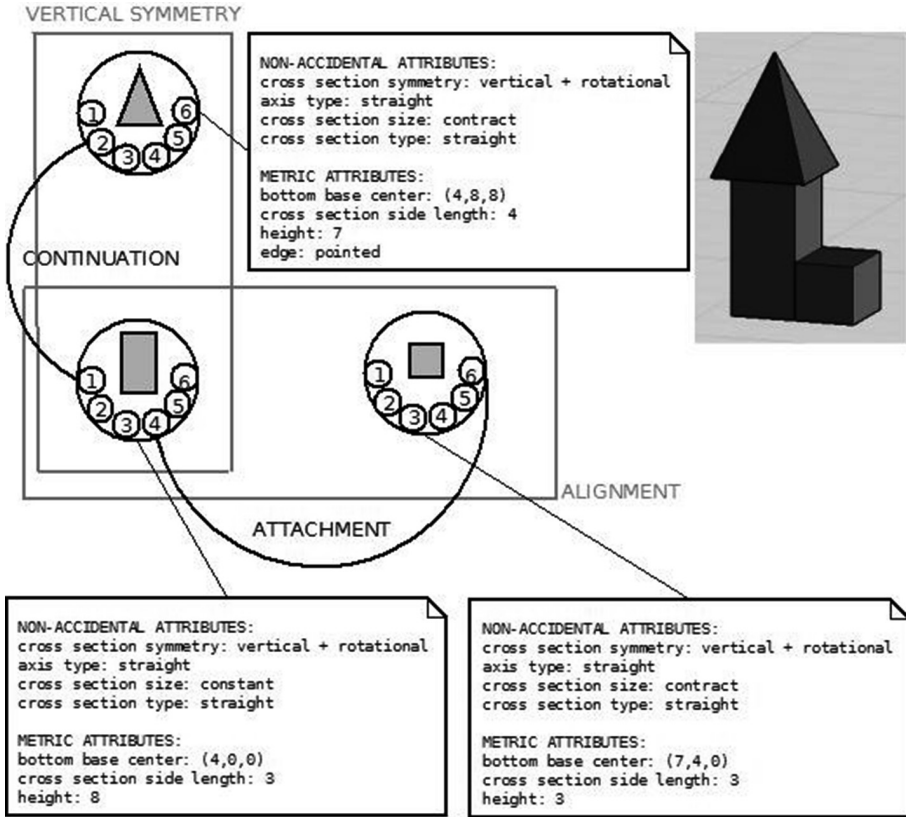 VERTICAL SYMMETRY
1
2
3
4
5
6
NON-ACCIDENTAL ATTRIBUTES:
cross section symmetry: vertical + rotational
axis type: straight
cross section size: contract
cross section type: straight
METRIC ATTRIBUTES:
bottom base center: (4,8,8)
cross section side length: 4
height: 7
edge: pointed
CONTINUATION
1
2
3
4
5
6
1
2
3
4
5
6
ALIGNMENT
ATTACHMENT
NON-ACCIDENTAL ATTRIBUTES:
cross section symmetry: vertical + rotational
axis type: straight
cross section size: constant
cross section type: straight
METRIC ATTRIBUTES:
bottom base center: (4,0,0)
cross section side length: 3
height: 8
NON-ACCIDENTAL ATTRIBUTES:
cross section symmetry: vertical + rotational
axis type: straight
cross section size: contract
cross section type: straight
METRIC ATTRIBUTES:
bottom base center: (7,4,0)
cross section side length: 3
height: 3